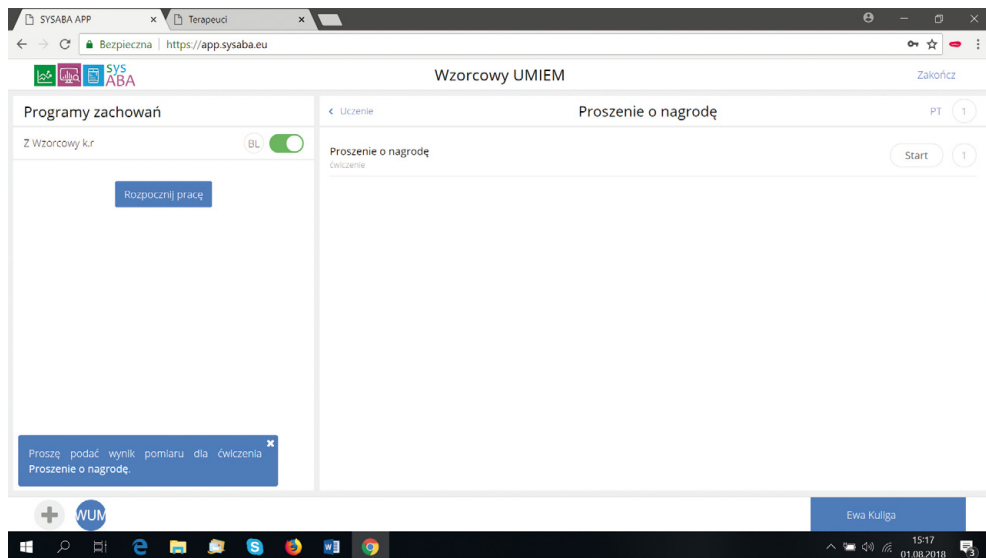 SYSABA APP
Terapeuci
Bezpieczna
https://app.sysaba.eu
sys
ABA
Wzorcowy UMIEM
Zakończ
Programy zachowań
Uczenie
Proszenie o nagrodę
PT
1
Z Wzorcowy k.r
BL
Proszenie o nagrodę
ćwiczenie
Start
1
Rozpocznij pracę
Proszę podać wynik pomiaru dla ćwiczenia
Proszenie o nagrodę.
WUM
Ewa Kuliga
15:17
01.08.2018
3